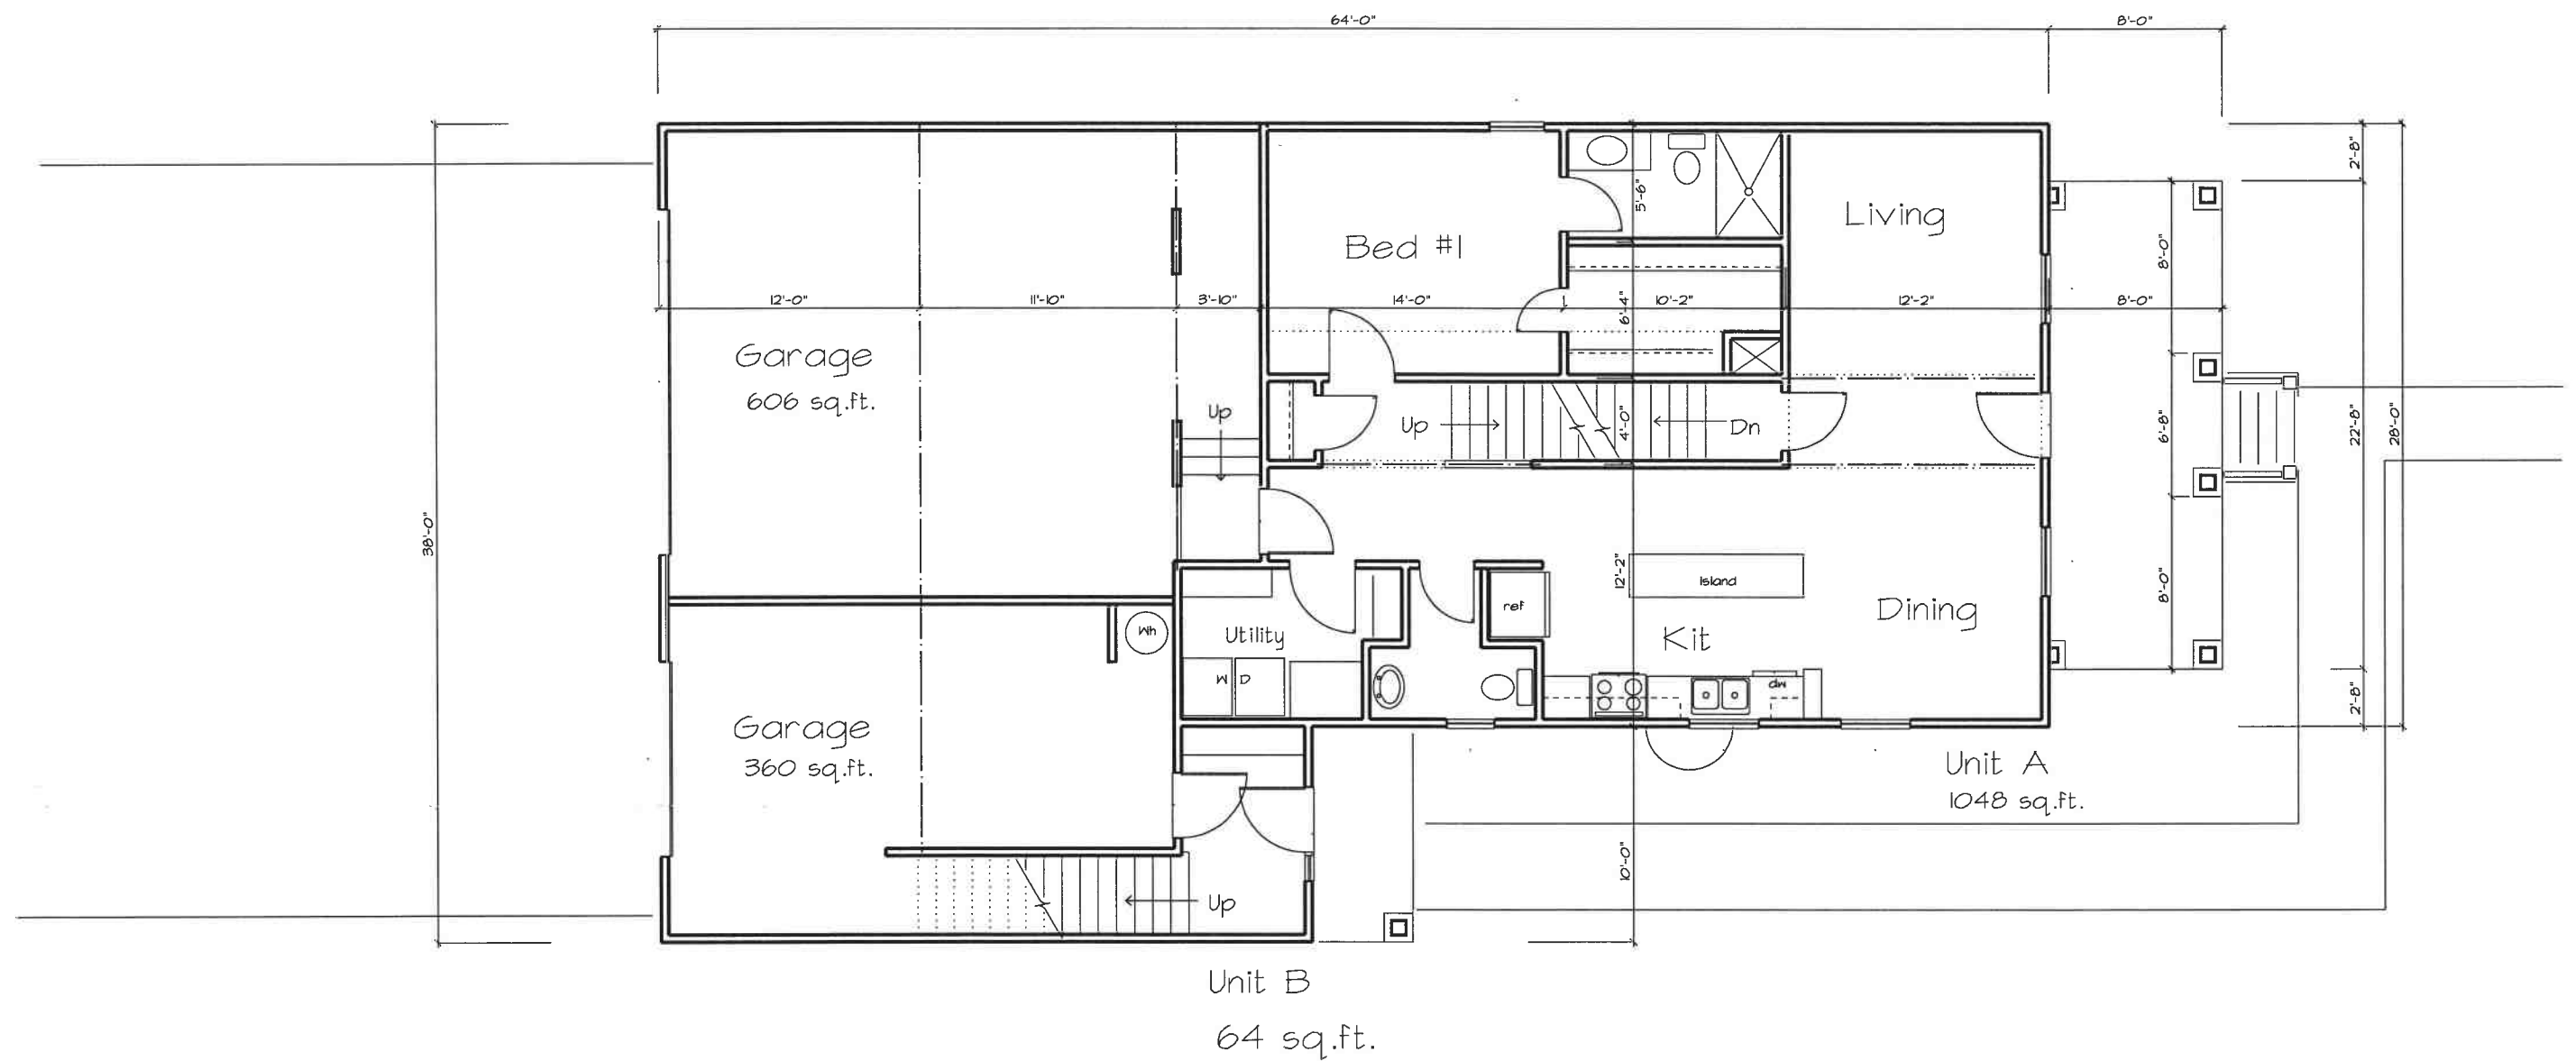 64'-0"
8'-0"
2'-8"
5'-6"
Living
Bed #1
8'-0"
12'-0"
11'-10"
3'-10"
14'-0"
6'-4"
10'-2"
12'-2"
8'-0"
Garage
606 sq.ft.
Up
Up
4'-0"
Dn
6'-8"
22'-8"
28'-0"
38'-0"
12'-2"
Island
ref
8'-0"
Dining
Wh
Utility
Kit
W D
dw
2'-8"
Garage
360 sq.ft.
Unit A
1048 sq.ft.
10'-0"
Up
Unit B
64 sq.ft.